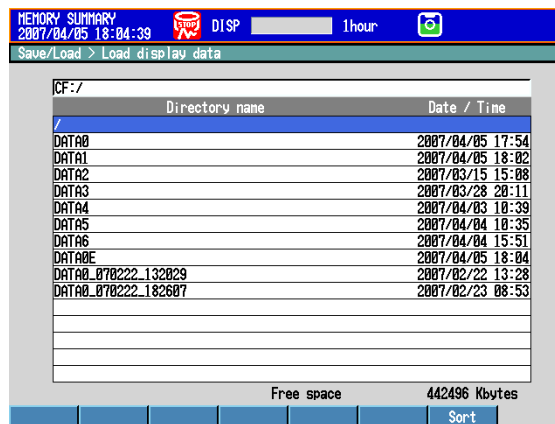 MEMORY SUMMARY
2007/04/05 18:04:39 STOP DISP 1hour
Save/Load > Load display data
CF:/
Directory name Date / Time
/
DATA0 2007/04/05 17:54
DATA1 2007/04/05 18:02
DATA2 2007/03/15 15:08
DATA3 2007/03/28 20:11
DATA4 2007/04/03 10:39
DATA5 2007/04/04 10:35
DATA6 2007/04/04 15:51
DATA0E 2007/04/05 18:04
DATA0_070222_132029 2007/02/22 13:28
DATA0_070222_182607 2007/02/23 08:53
Free space 442496 Kbytes
Sort